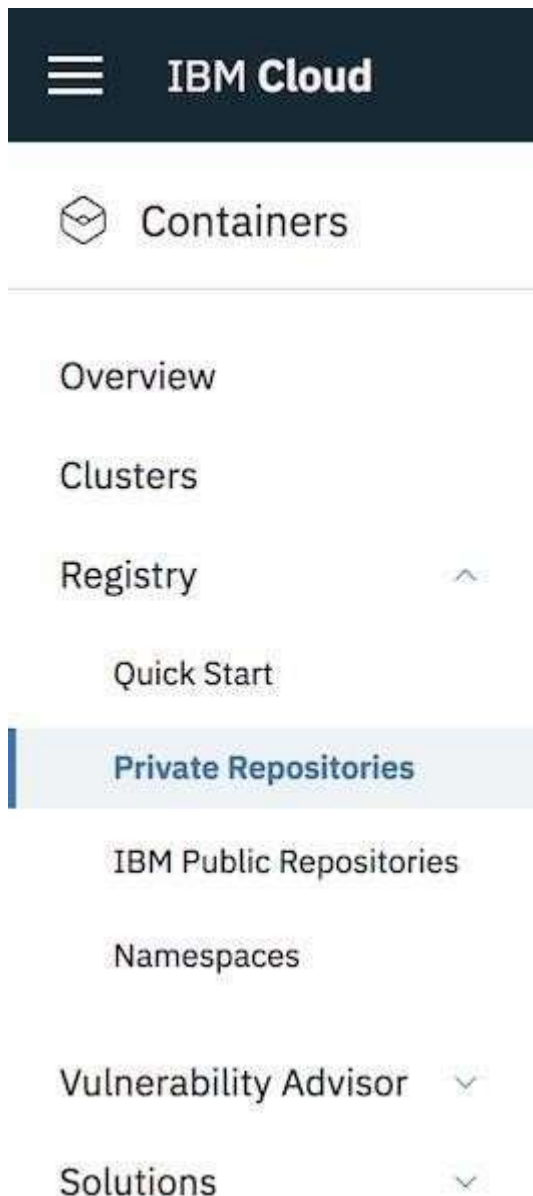 IBM Cloud
Containers
Overview
Clusters
Registry
Quick Start
Private Repositories
IBM Public Repositories
Namespaces
Vulnerability Advisor
Solutions